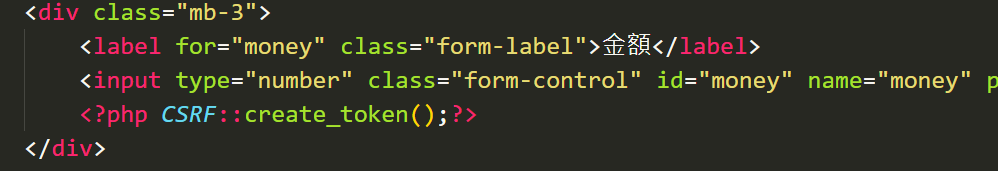 <div class="mb-3">
<label for="money" class="form-label">金額</label>
<input type="number" class="form-control" id="money" name="money" p
<?php CSRF::create_token();?>
</div>